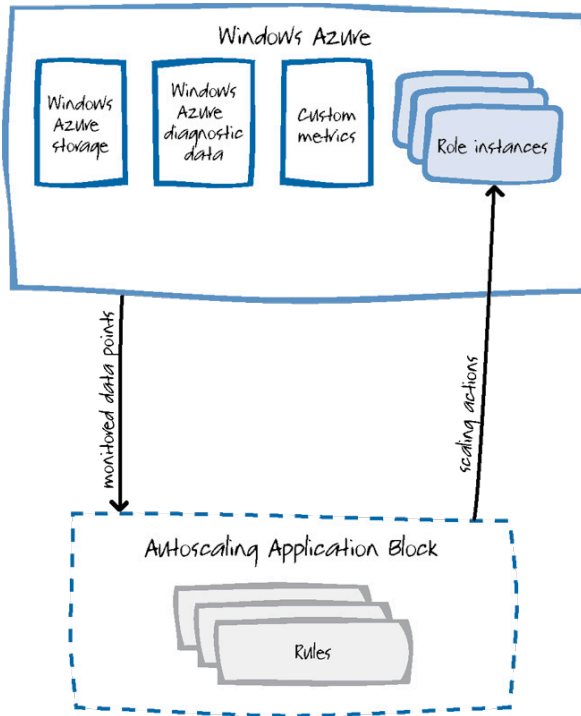 Windows Azure
Windows
Azure
storage
Windows
Azure
diagnostic
data
Custom
metrics
Role instances
monitored data points
scaling actions
Autoscaling Application Block
Rules